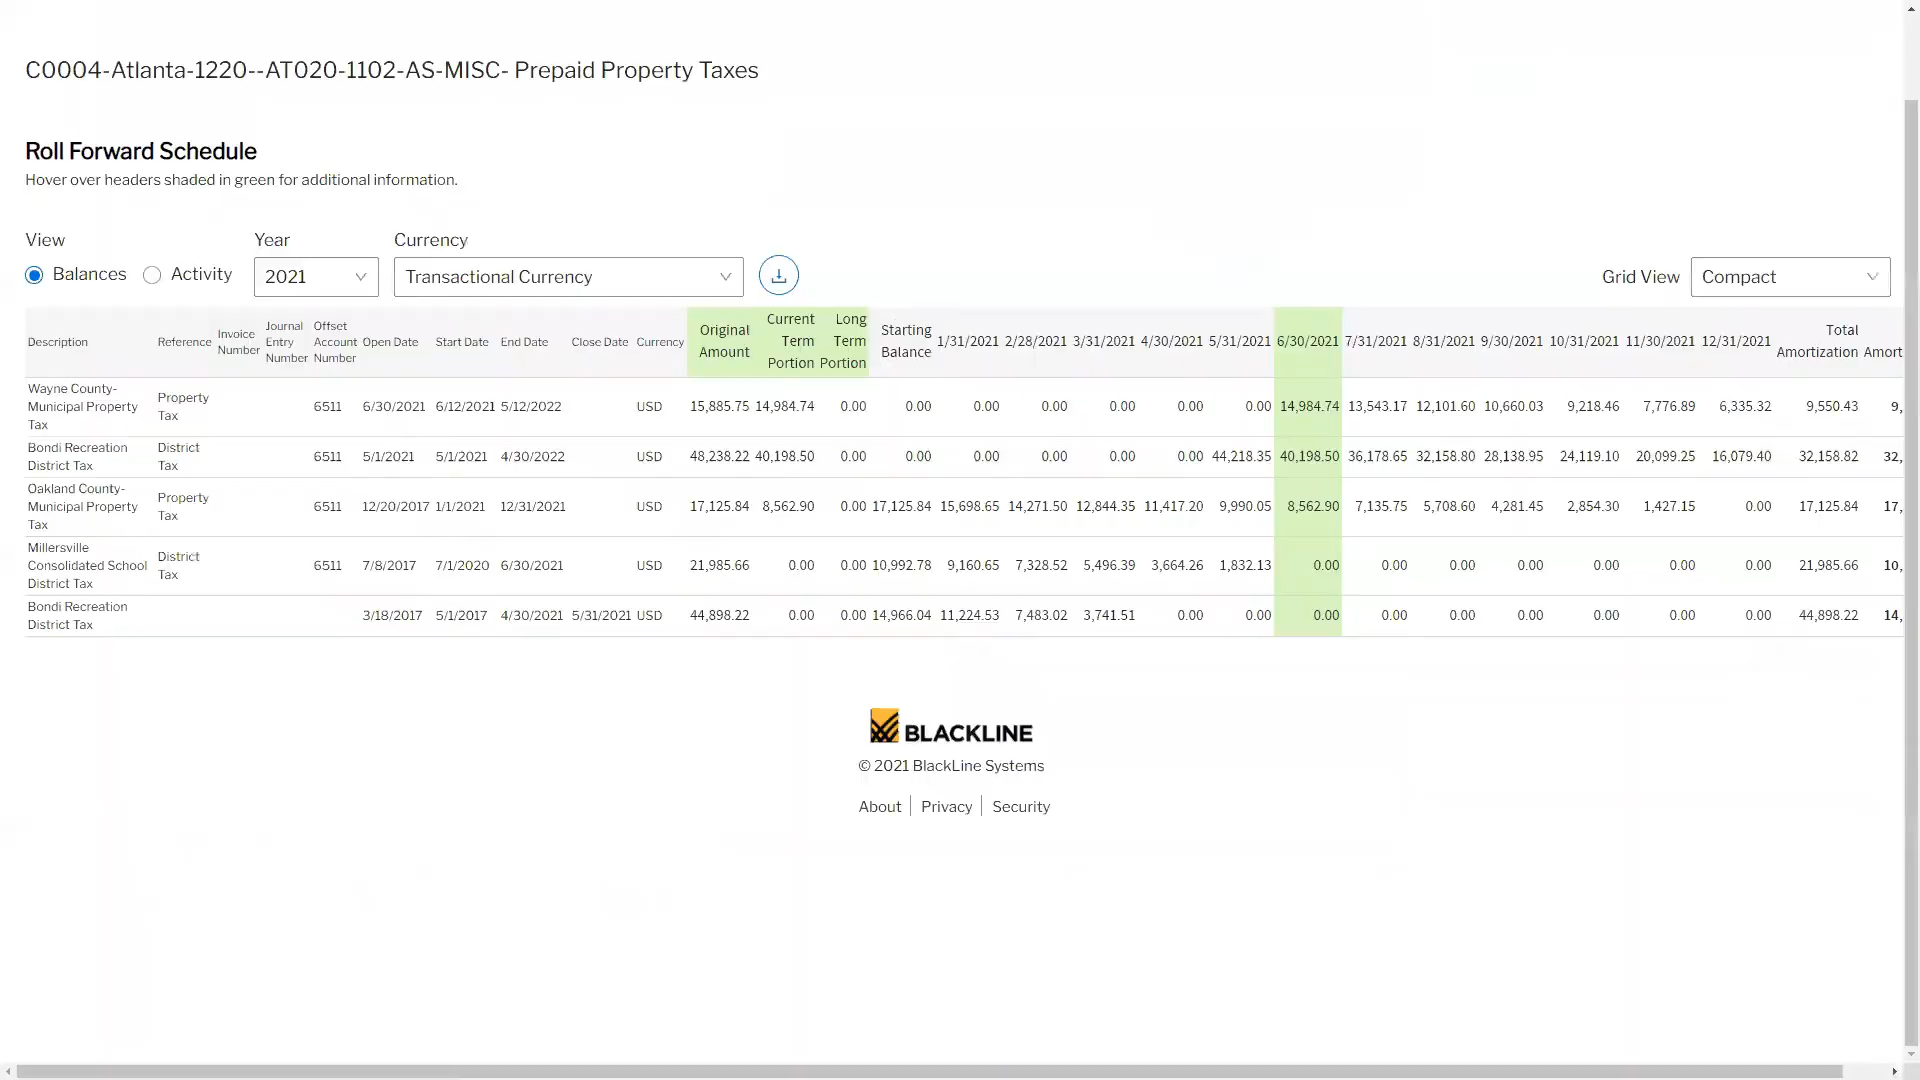 C0004-Atlanta-1220--AT020-1102-AS-MISC- Prepaid Property Taxes
Roll Forward Schedule
Hover over headers shaded in green for additional information.
View Year Currency
Balances Activity 2021 Transactional Currency Grid View Compact
Description Reference Invoice Number Journal Entry Number Offset Account Number Open Date Start Date End Date Close Date Currency Original Amount Current Term Portion Long Term Portion Starting Balance 1/31/2021 2/28/2021 3/31/2021 4/30/2021 5/31/2021 6/30/2021 7/31/2021 8/31/2021 9/30/2021 10/31/2021 11/30/2021 12/31/2021 Total Amortization Amort
Wayne County-Municipal Property Tax Property Tax 6511 6/30/2021 6/12/2021 5/12/2022 USD 15,885.75 14,984.74 0.00 0.00 0.00 0.00 0.00 0.00 0.00 14,984.74 13,543.17 12,101.60 10,660.03 9,218.46 7,776.89 6,335.32 9,550.43 9,
Bondi Recreation District Tax District Tax 6511 5/1/2021 5/1/2021 4/30/2022 USD 48,238.22 40,198.50 0.00 0.00 0.00 0.00 0.00 0.00 44,218.35 40,198.50 36,178.65 32,158.80 28,138.95 24,119.10 20,099.25 16,079.40 32,158.82 32,
Oakland County-Municipal Property Tax Property Tax 6511 12/20/2017 1/1/2021 12/31/2021 USD 17,125.84 8,562.90 0.00 17,125.84 15,698.65 14,271.50 12,844.35 11,417.20 9,990.05 8,562.90 7,135.75 5,708.60 4,281.45 2,854.30 1,427.15 0.00 17,125.84 17,
Millersville Consolidated School District Tax District Tax 6511 7/8/2017 7/1/2020 6/30/2021 USD 21,985.66 0.00 0.00 10,992.78 9,160.65 7,328.52 5,496.39 3,664.26 1,832.13 0.00 0.00 0.00 0.00 0.00 0.00 0.00 21,985.66 10,
Bondi Recreation District Tax 3/18/2017 5/1/2017 4/30/2021 5/31/2021 USD 44,898.22 0.00 0.00 14,966.04 11,224.53 7,483.02 3,741.51 0.00 0.00 0.00 0.00 0.00 0.00 0.00 0.00 0.00 44,898.22 14,
BLACKLINE
© 2021 BlackLine Systems
About Privacy Security